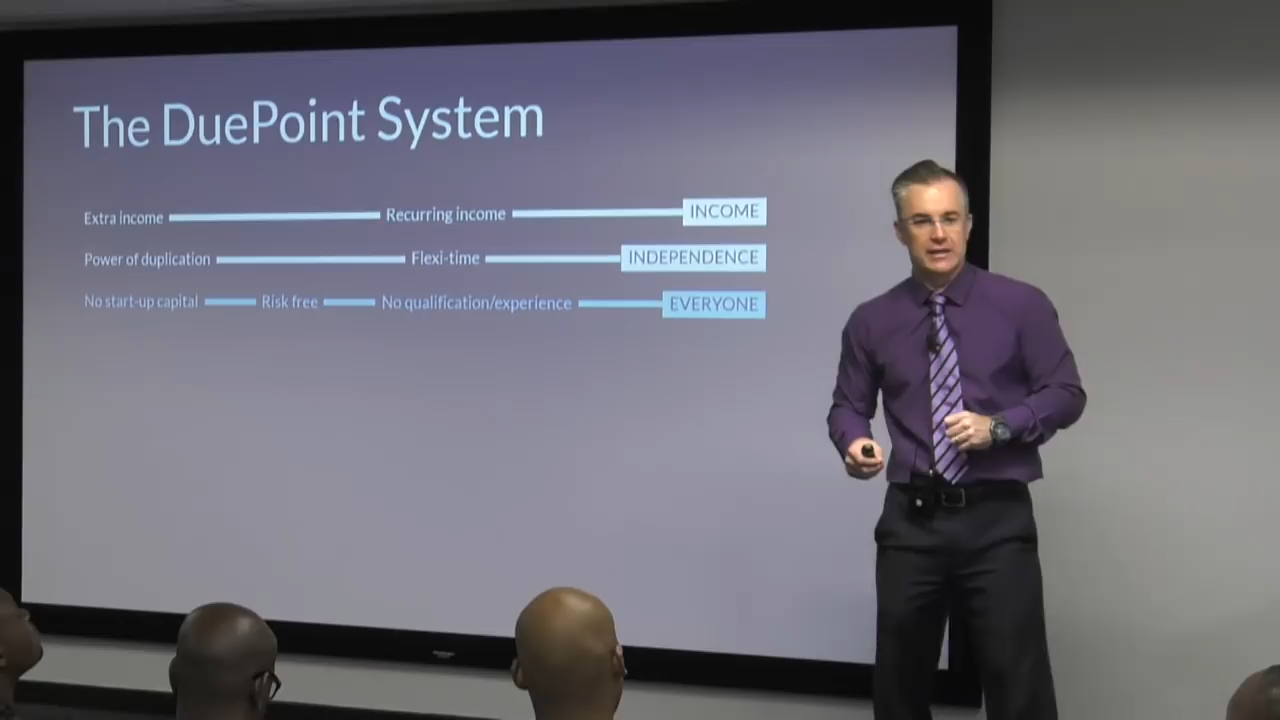 The DuePoint System
Extra income Recurring income INCOME
Power of duplication Flexi-time INDEPENDENCE
No start-up capital Risk free No qualification/experience EVERYONE